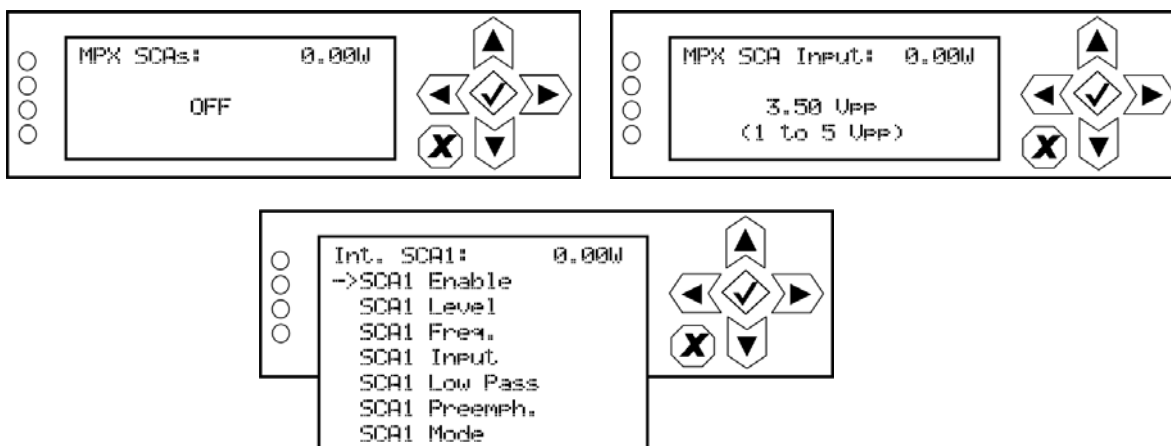 MPX SCAs: 0.00W
OFF
MPX SCA Input: 0.00W
3.50 Vpp
(1 to 5 Vpp)
Int. SCA1: 0.00W
->SCA1 Enable
SCA1 Level
SCA1 Freq.
SCA1 Input
SCA1 Low Pass
SCA1 Preemph.
SCA1 Mode